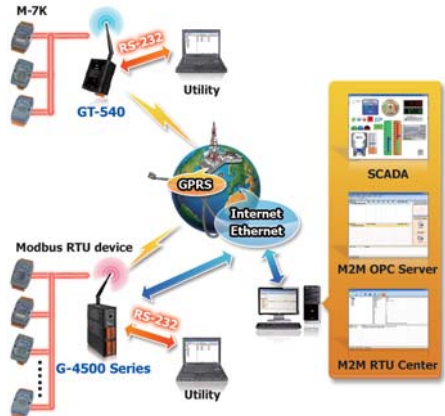 M-7K
RS-232
GT-540
Utility
SCADA
GPRS
Internet
Ethernet
M2M OPC Server
Modbus RTU device
RS-232
G-4500 Series
Utility
M2M RTU Center